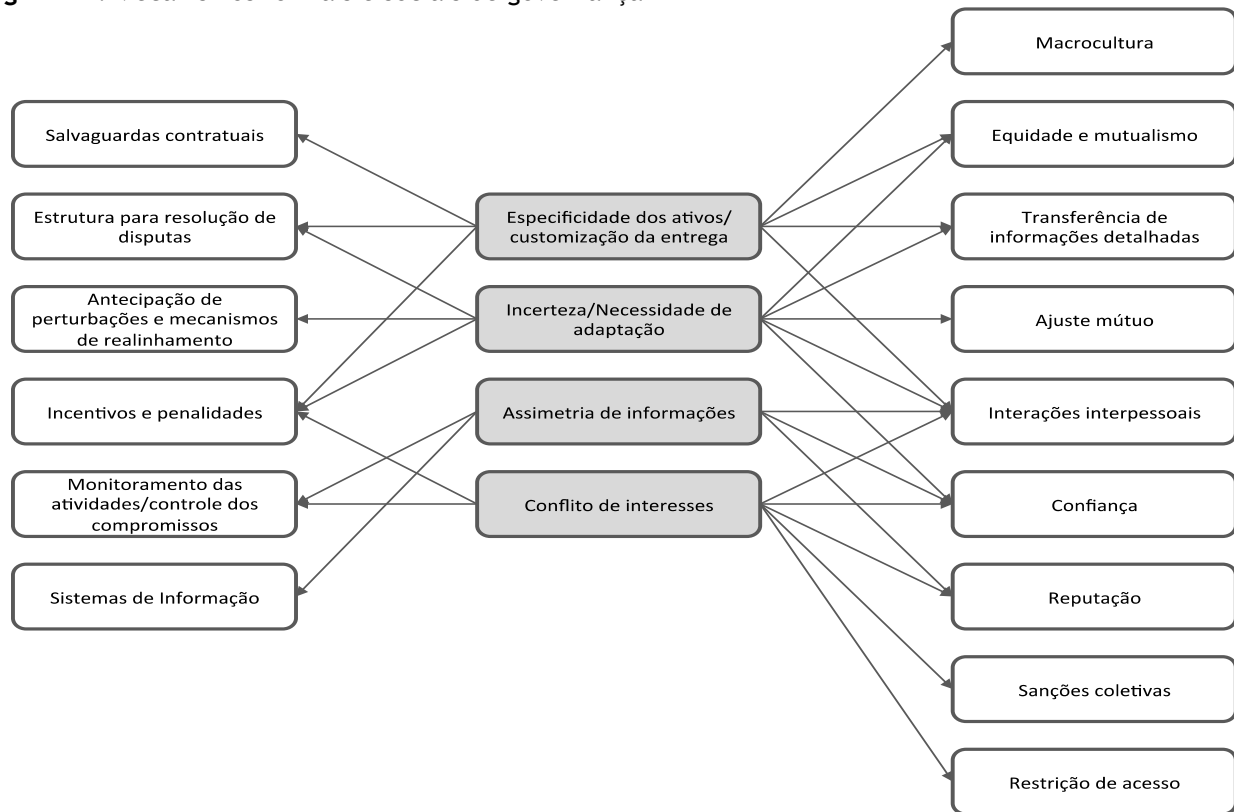 Macrocultura
Salvaguardas contratuais
Equidade e mutualismo
Estrutura para resolução de
disputas
Especificidade dos ativos/
customização da entrega
Transferência de
informações detalhadas
Antecipação de
perturbações e mecanismos
de realinhamento
Incerteza/Necessidade de
adaptação
Ajuste mútuo
Incentivos e penalidades
Assimetria de informações
Interações interpessoais
Monitoramento das
atividades/controle dos
compromissos
Conflito de interesses
Confiança
Sistemas de Informação
Reputação
Sanções coletivas
Restrição de acesso